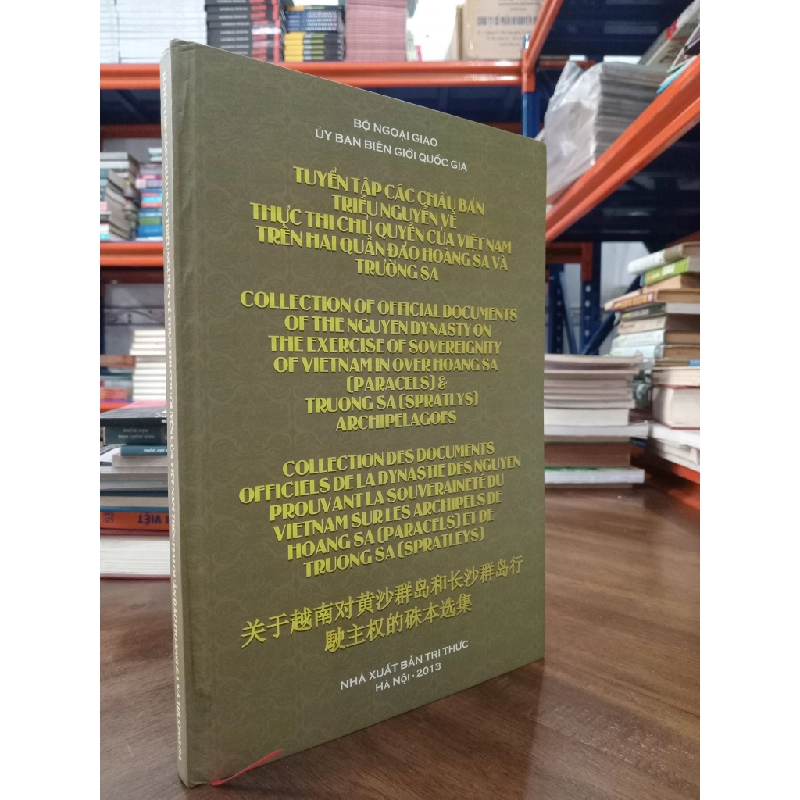 BỘ NGOẠI GIAO
ỦY BAN BIÊN GIỚI QUỐC GIA
TUYỂN TẬP CÁC CHÂU BẢN
TRIỀU NGUYỄN VỀ
THỰC THI CHỦ QUYỀN CỦA VIỆT NAM
TRÊN HAI QUẦN ĐẢO HOÀNG SA VÀ
TRƯỜNG SA
COLLECTION OF OFFICIAL DOCUMENTS
OF THE NGUYEN DYNASTY ON
THE EXERCISE OF SOVEREIGNITY
OF VIETNAM IN OVER HOANG SA
(PARACELS) &
TRUONG SA (SPRATLYS)
ARCHIPELAGOES
COLLECTION DES DOCUMENTS
OFFICIELS DE LA DYNASTIE DES NGUYEN
PROUVANT LA SOUVERAINETÉ DU
VIETNAM SUR LES ARCHIPELS DE
HOANG SA (PARACELS) ET DE
TRUONG SA (SPRATLEYS)
关于越南对黄沙群岛和长沙群岛行
駛主权的硃本选集
NHÀ XUẤT BẢN TRI THỨC
HÀ NỘI - 2013